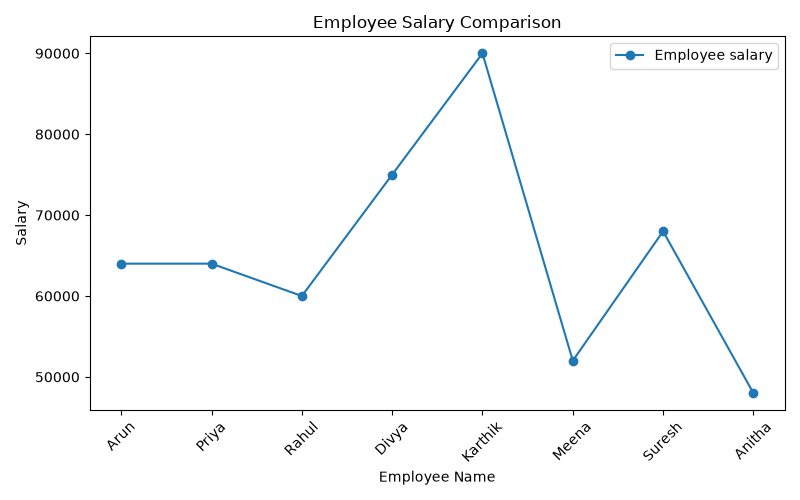 Employee Salary Comparison
Employee salary
90000
80000
70000
60000
50000
Salary
Arun
Priya
Rahul
Divya
Karthik
Meena
Suresh
Anitha
Employee Name